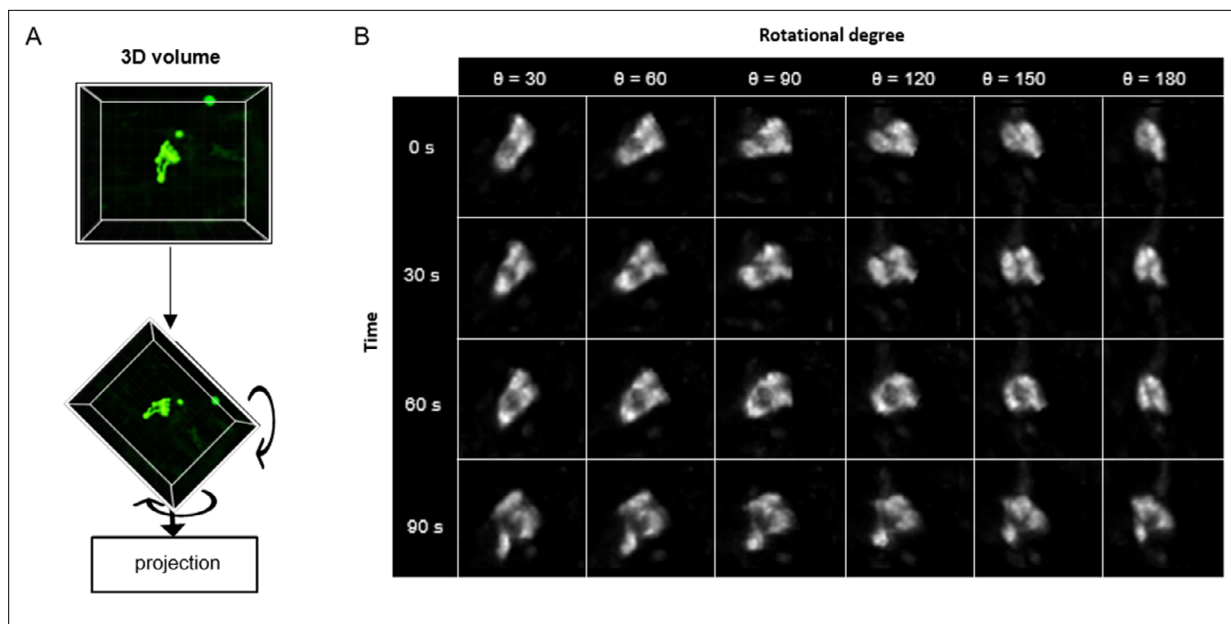 A
3D volume
projection
B
Rotational degree
θ = 30 θ = 60 θ = 90 θ = 120 θ = 150 θ = 180
Time
0 s
30 s
60 s
90 s